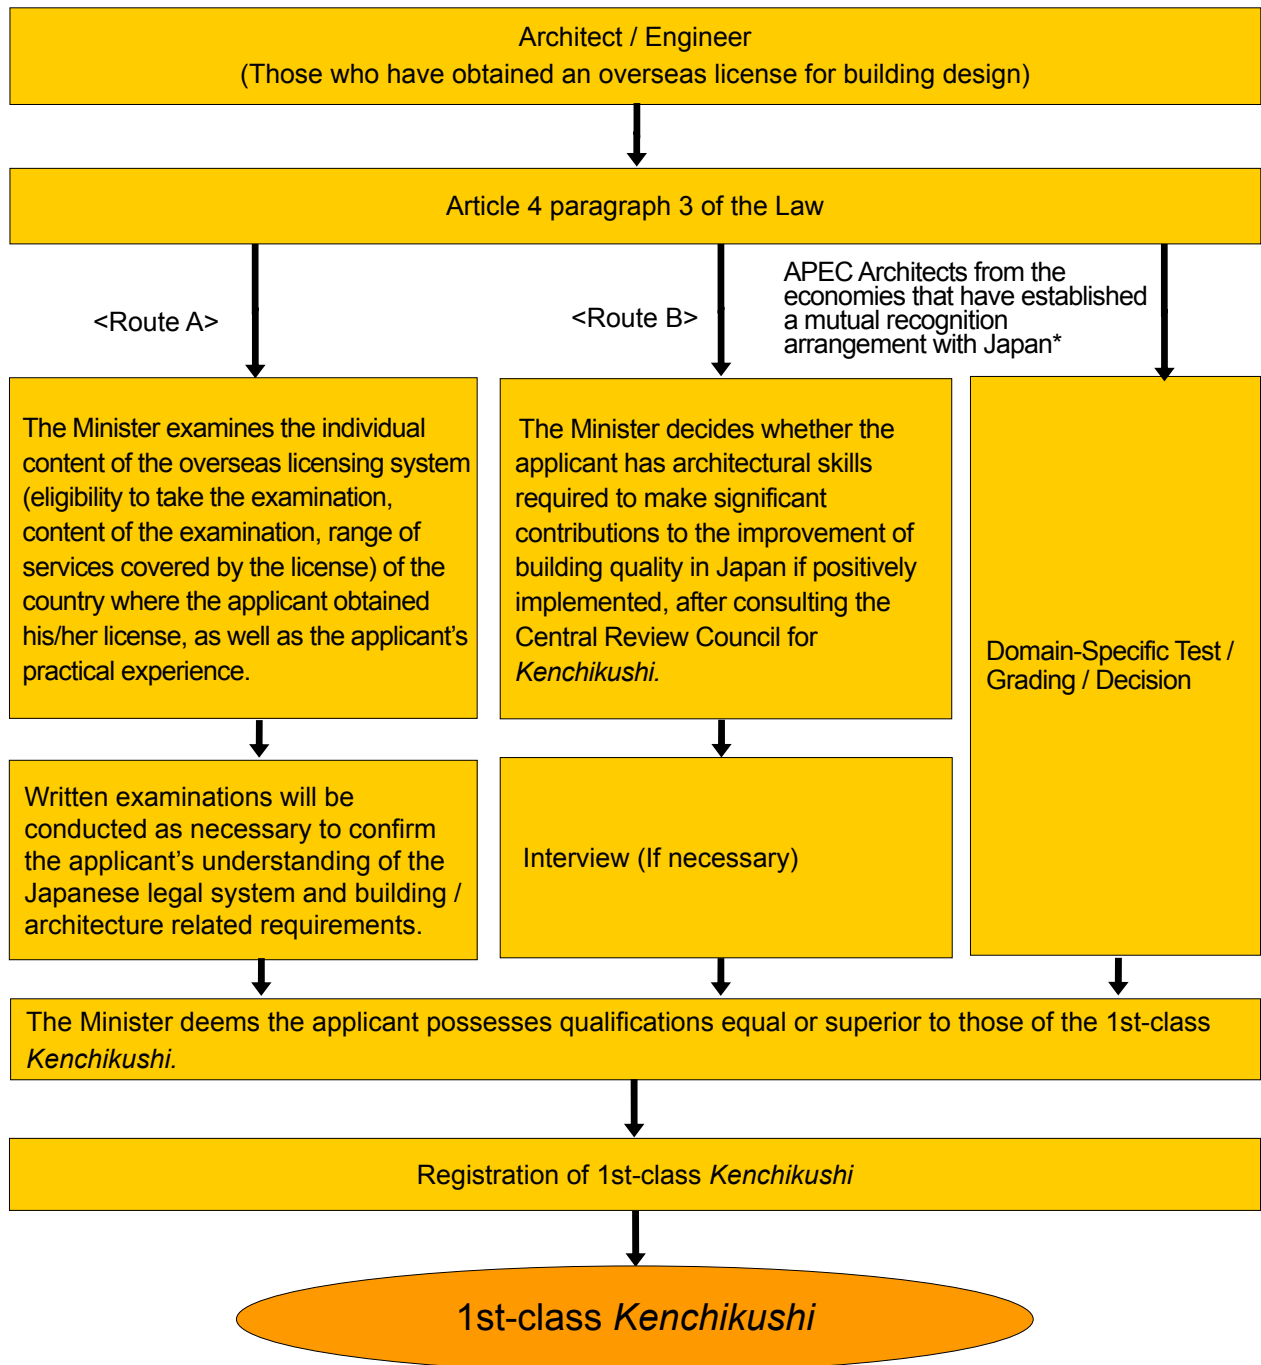 Architect / Engineer
(Those who have obtained an overseas license for building design)
Article 4 paragraph 3 of the Law
<Route A>
<Route B>
APEC Architects from the
economies that have established
a mutual recognition
arrangement with Japan*
The Minister examines the individual
content of the overseas licensing system
(eligibility to take the examination,
content of the examination, range of
services covered by the license) of the
country where the applicant obtained
his/her license, as well as the applicant’s
practical experience.
The Minister decides whether the
applicant has architectural skills
required to make significant
contributions to the improvement of
building quality in Japan if positively
implemented, after consulting the
Central Review Council for
Kenchikushi.
Domain-Specific Test /
Grading / Decision
Written examinations will be
conducted as necessary to confirm
the applicant’s understanding of the
Japanese legal system and building /
architecture related requirements.
Interview (If necessary)
The Minister deems the applicant possesses qualifications equal or superior to those of the 1st-class
Kenchikushi.
Registration of 1st-class Kenchikushi
1st-class Kenchikushi